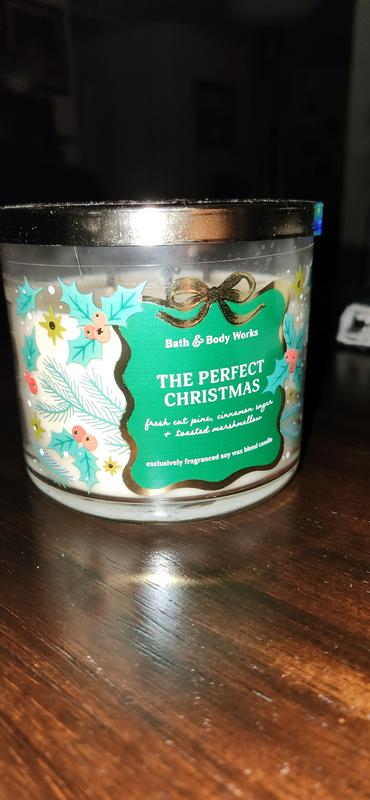 Bath & Body Works
THE PERFECT
CHRISTMAS
fresh cut pine, cinnamon sugar
+ toasted marshmallow
exclusively fragranced soy wax blend candle